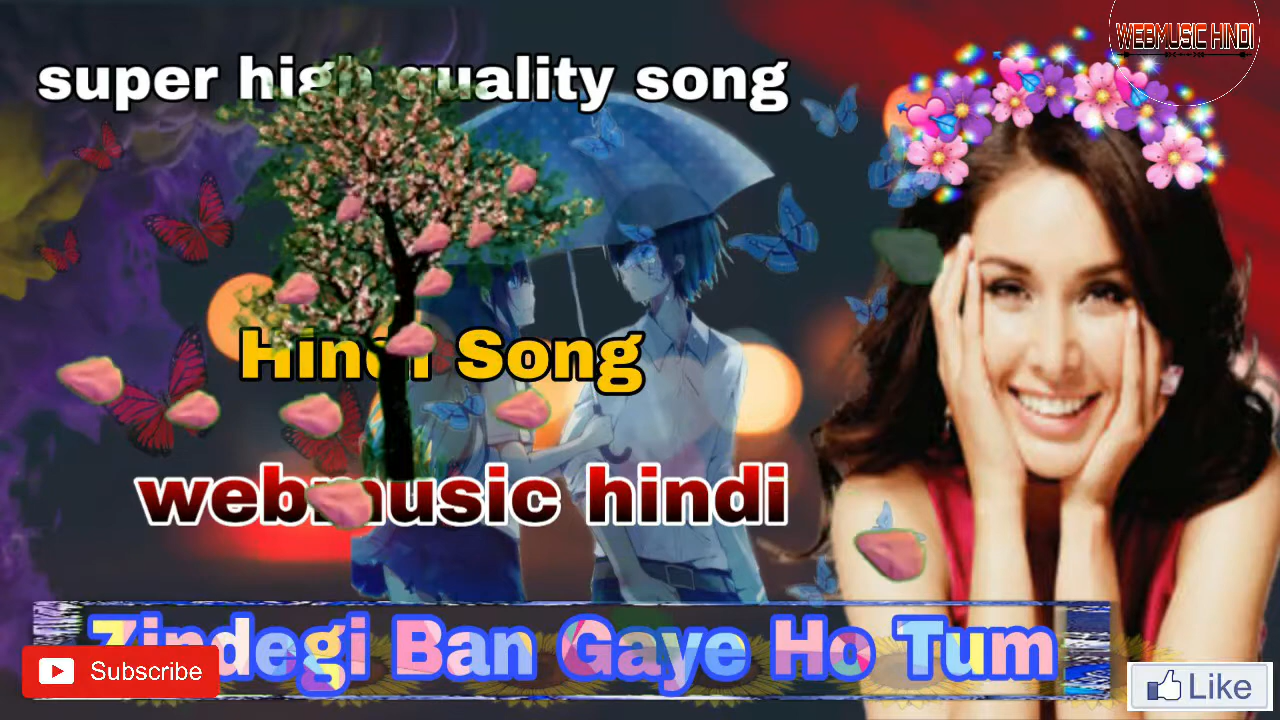 WEBMUSIC HINDI
super high quality song
Hindi Song
webmusic hindi
Zindegi Ban Gaye Ho Tum
Subscribe
Like